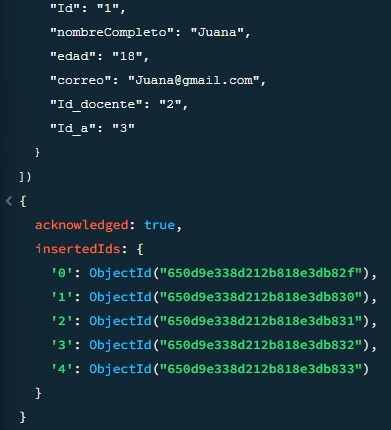 "Id": "1",
"nombreCompleto": "Juana",
"edad": "18",
"correo": "Juana@gmail.com",
"Id_docente": "2",
"Id_a": "3"
}
])
< {
acknowledged: true,
insertedIds: {
'0': ObjectId("650d9e338d212b818e3db82f"),
'1': ObjectId("650d9e338d212b818e3db830"),
'2': ObjectId("650d9e338d212b818e3db831"),
'3': ObjectId("650d9e338d212b818e3db832"),
'4': ObjectId("650d9e338d212b818e3db833")
}
}